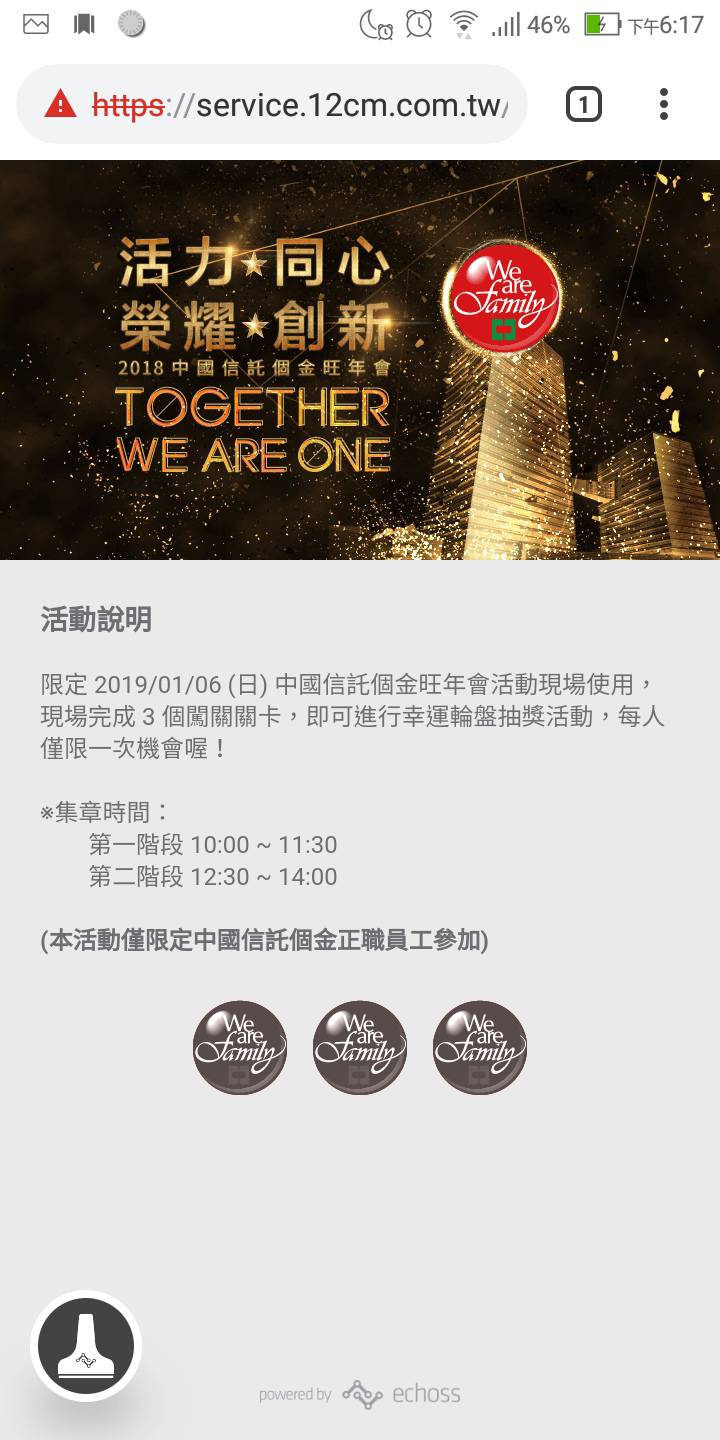 46% 下午6:17
https://service.12cm.com.tw/
1
活力★同心
榮耀★創新
2018中國信託個金旺年會
TOGETHER
WE ARE ONE
We
are
Family
活動說明
限定 2019/01/06 (日) 中國信託個金旺年會活動現場使用，
現場完成 3 個闖關關卡，即可進行幸運輪盤抽獎活動，每人
僅限一次機會喔！
※集章時間：
第一階段 10:00 ~ 11:30
第二階段 12:30 ~ 14:00
(本活動僅限定中國信託個金正職員工參加)
We are Family
We are Family
We are Family
powered by echoss